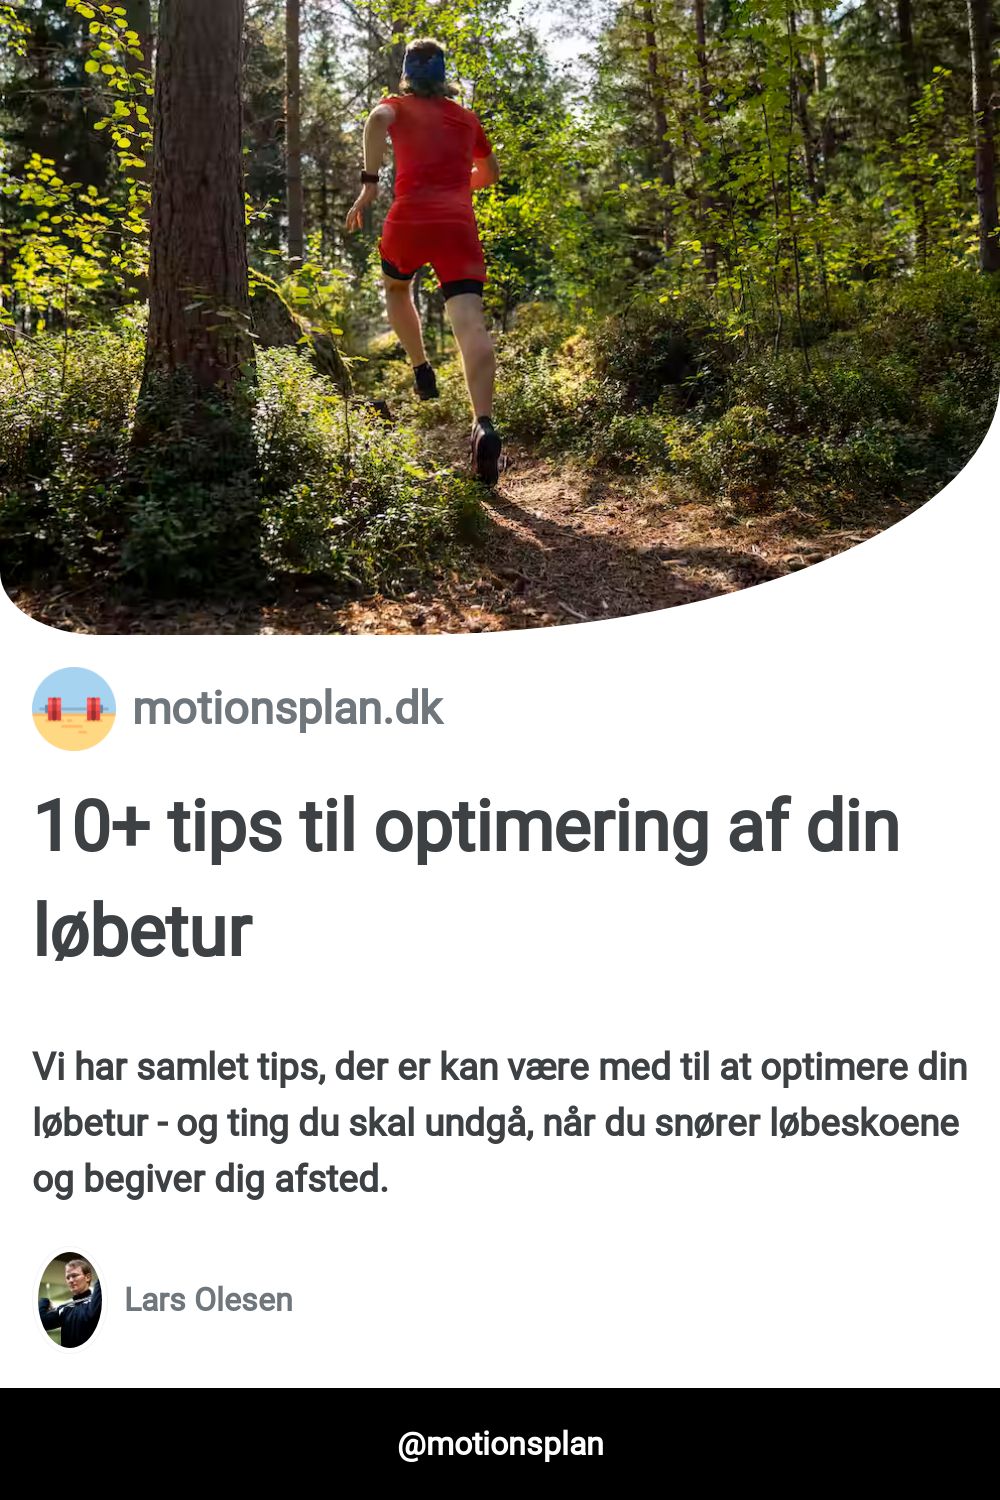 motionsplan.dk
10+ tips til optimering af din
løbetur
Vi har samlet tips, der er kan være med til at optimere din
løbetur - og ting du skal undgå, når du snører løbeskoene
og begiver dig afsted.
Lars Olesen
@motionsplan